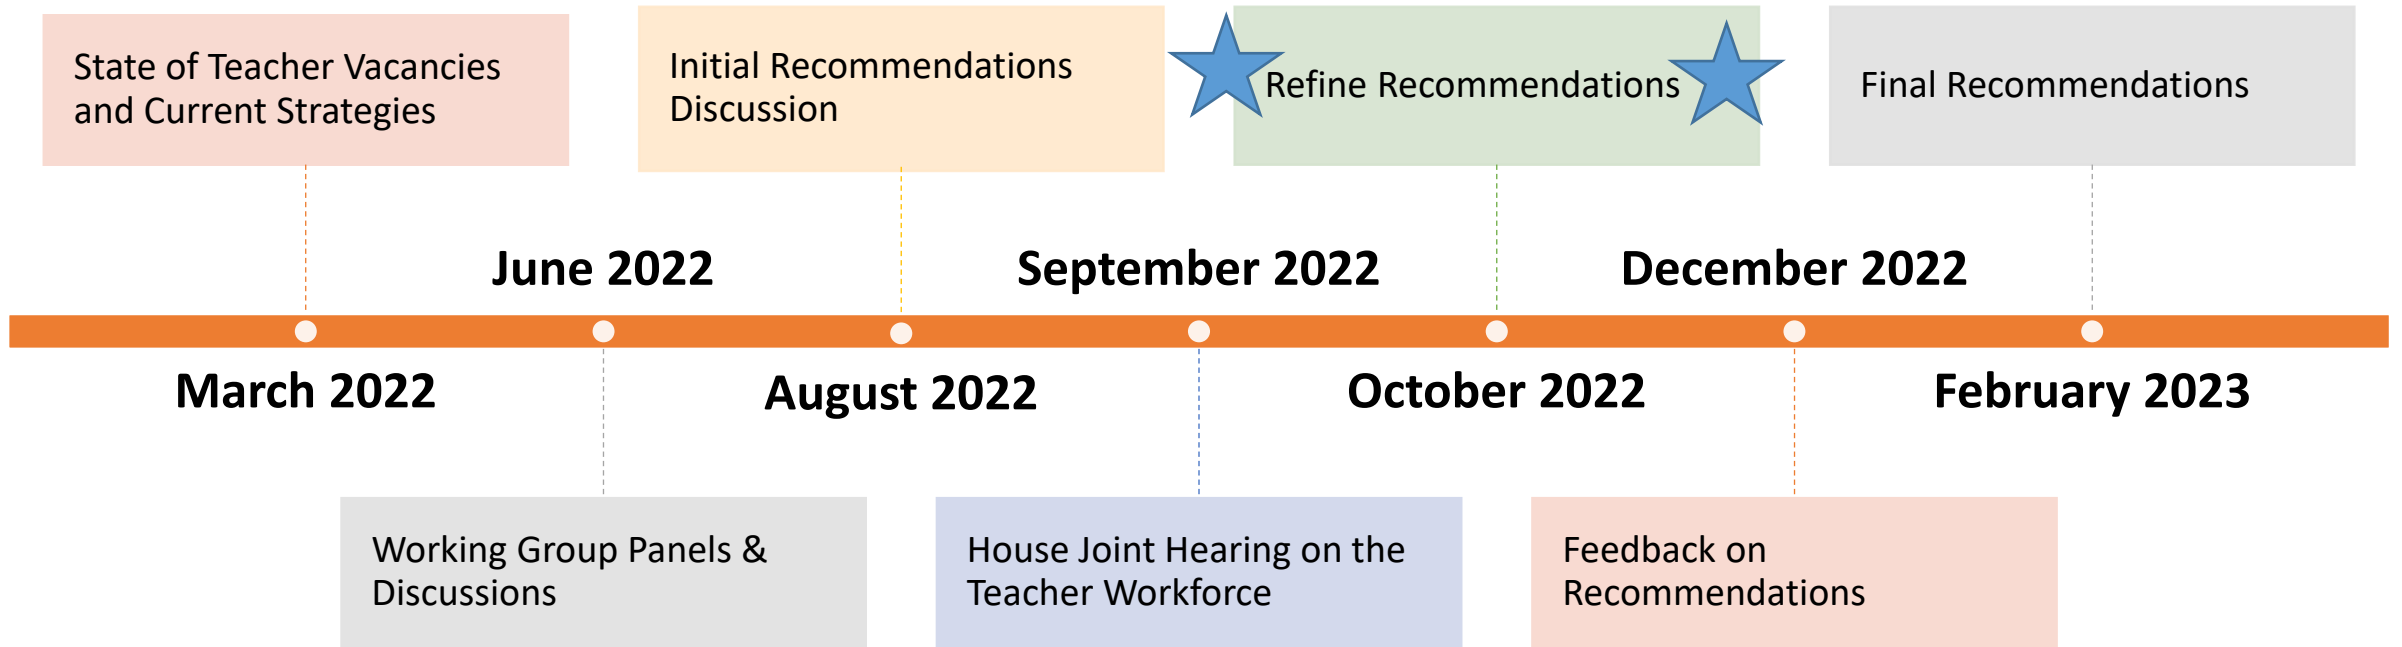 State of Teacher Vacancies
and Current Strategies
Initial Recommendations
Discussion
Refine Recommendations
Final Recommendations
June 2022
September 2022
December 2022
March 2022
August 2022
October 2022
February 2023
Working Group Panels &
Discussions
House Joint Hearing on the
Teacher Workforce
Feedback on
Recommendations